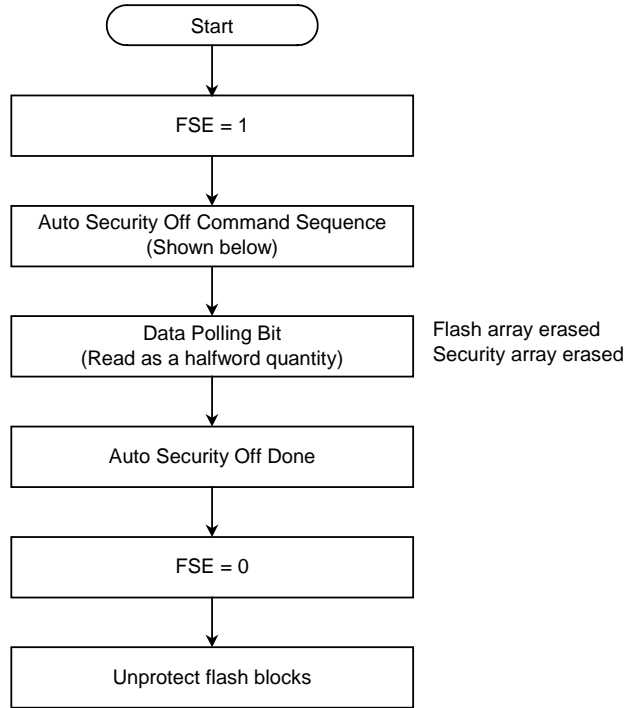 Start
FSE = 1
Auto Security Off Command Sequence
(Shown below)
Data Polling Bit
(Read as a halfword quantity)
Flash array erased
Security array erased
Auto Security Off Done
FSE = 0
Unprotect flash blocks